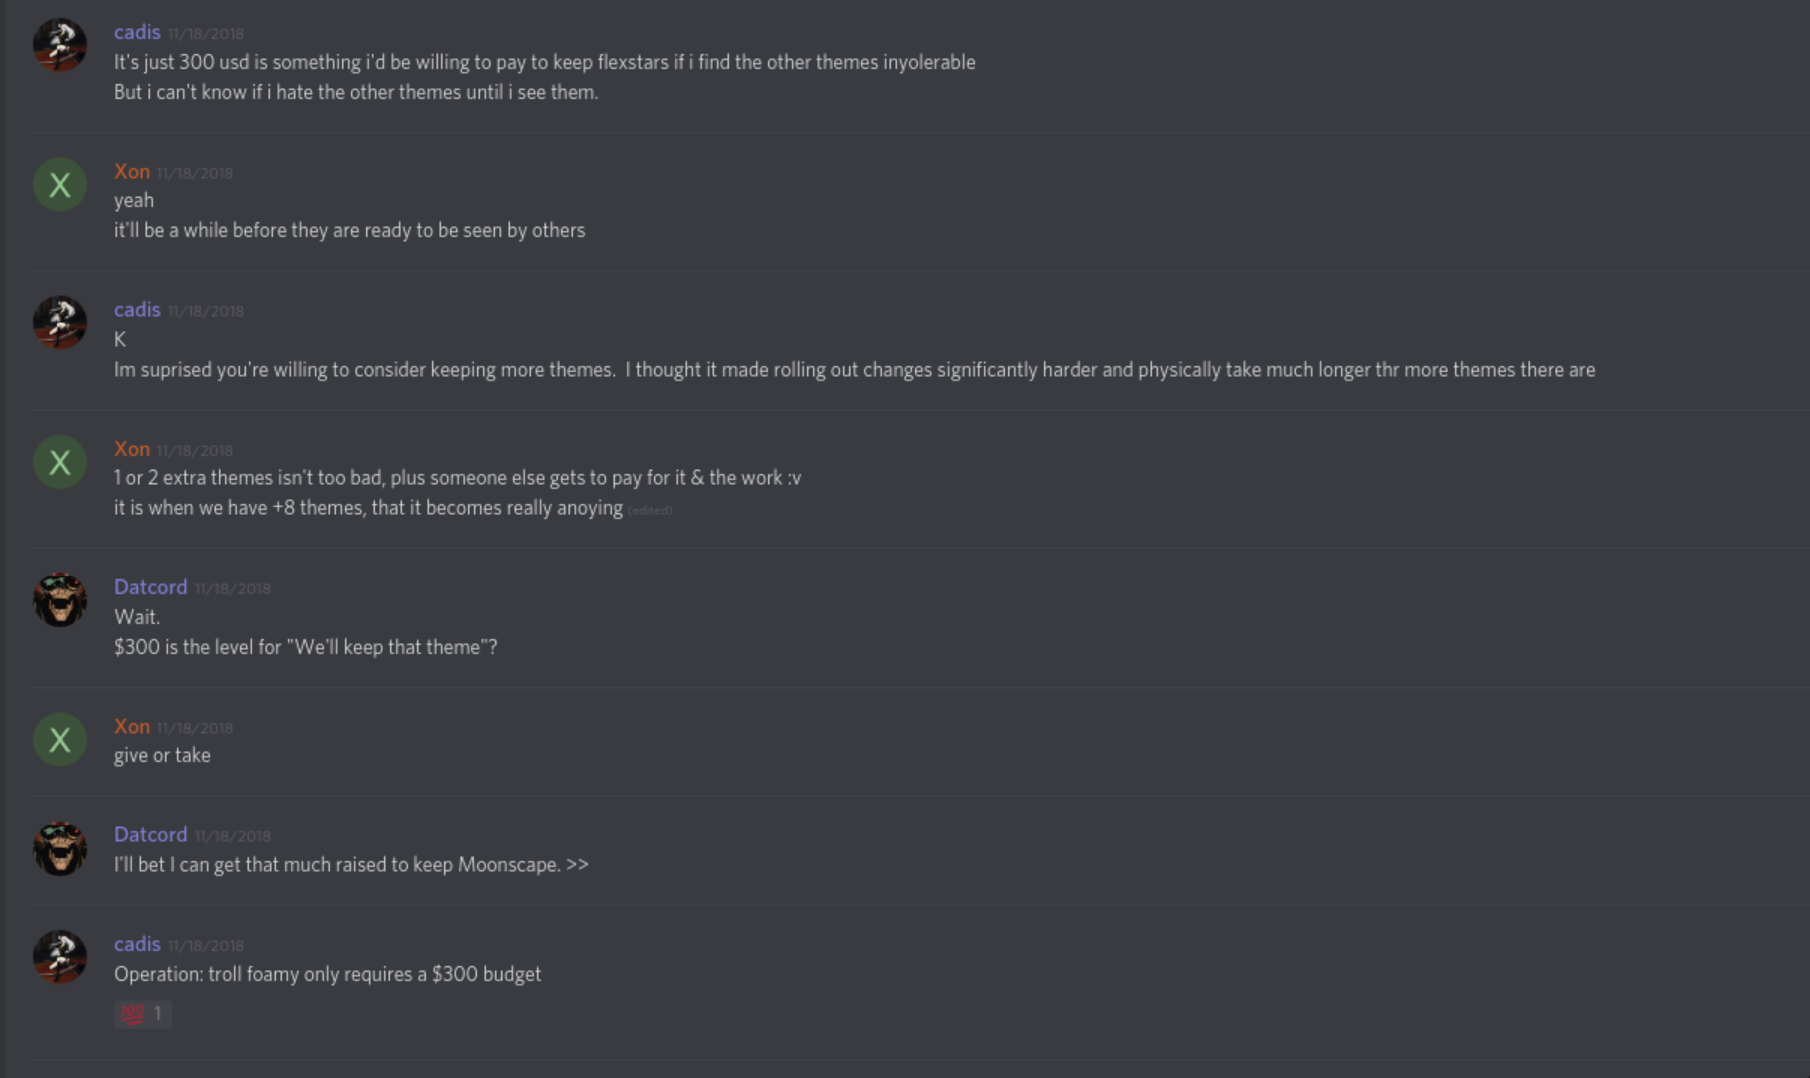 cadis 11/18/2018
It's just 300 usd is something i'd be willing to pay to keep flexstars if i find the other themes inyolerable
But i can't know if i hate the other themes until i see them.
X
Xon 11/18/2018
yeah
it'll be a while before they are ready to be seen by others
cadis 11/18/2018
K
Im suprised you're willing to consider keeping more themes.  I thought it made rolling out changes significantly harder and physically take much longer thr more themes there are
X
Xon 11/18/2018
1 or 2 extra themes isn't too bad, plus someone else gets to pay for it & the work :v
it is when we have +8 themes, that it becomes really anoying (edited)
Datcord 11/18/2018
Wait.
$300 is the level for "We'll keep that theme"?
X
Xon 11/18/2018
give or take
Datcord 11/18/2018
I'll bet I can get that much raised to keep Moonscape. >>
cadis 11/18/2018
Operation: troll foamy only requires a $300 budget
100 1